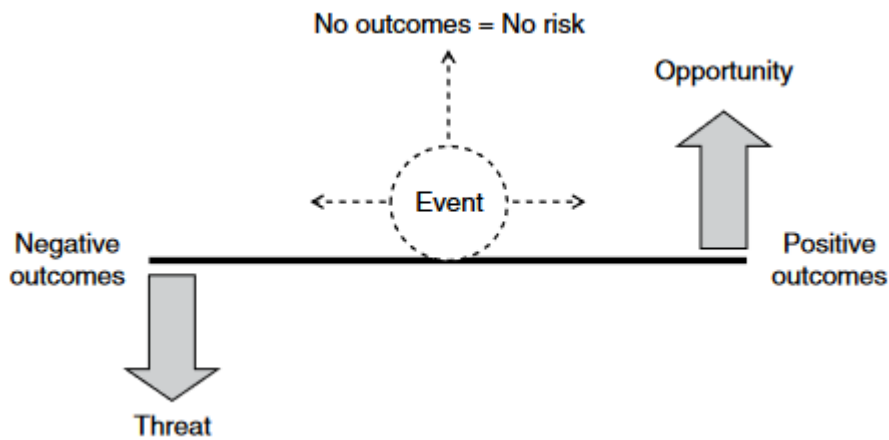 No outcomes = No risk
Opportunity
Event
Negative
outcomes
Positive
outcomes
Threat